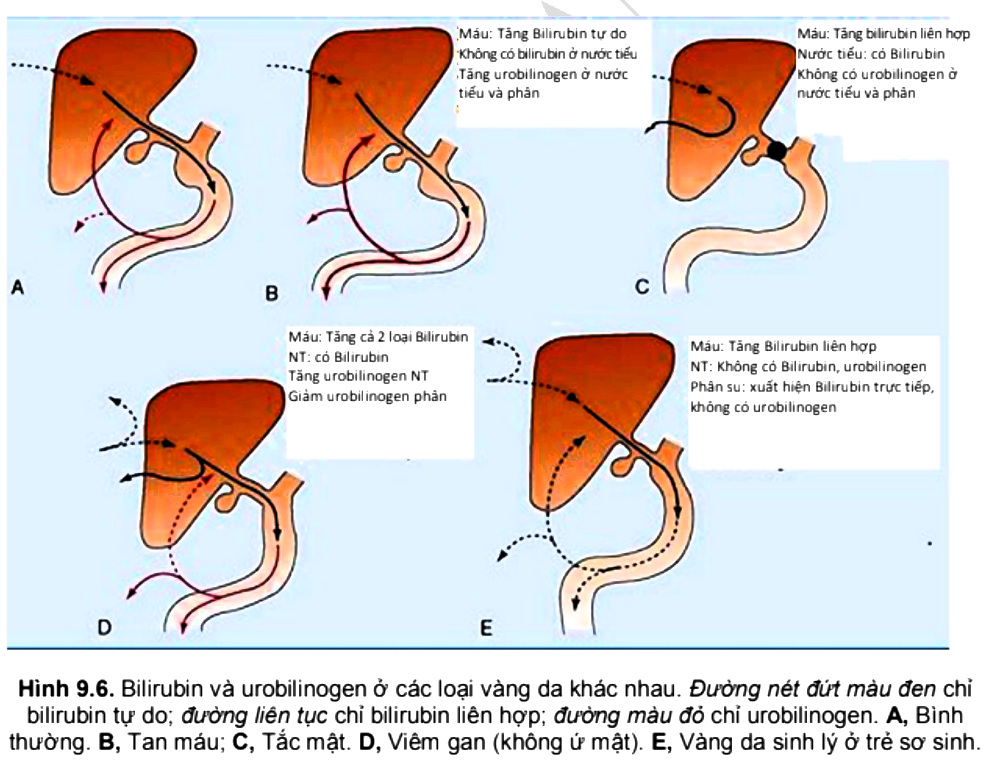 Máu: Tăng Bilirubin tự do
Không có bilirubin ở nước tiểu
Tăng urobilinogen ở nước
tiểu và phân
Máu: Tăng bilirubin liên hợp
Nước tiểu: có Bilirubin
Không có urobilinogen ở
nước tiểu và phân
A
B
C
Máu: Tăng cả 2 loại Bilirubin
NT: có Bilirubin
Tăng urobilinogen NT
Giảm urobilinogen phân
Máu: Tăng Bilirubin liên hợp
NT: Không có Bilirubin, urobilinogen
Phân su: xuất hiện Bilirubin trực tiếp,
không có urobilinogen
D
E
Hình 9.6. Bilirubin và urobilinogen ở các loại vàng da khác nhau. Đường nét đứt màu đen chỉ
bilirubin tự do; đường liên tục chỉ bilirubin liên hợp; đường màu đỏ chỉ urobilinogen. A, Bình
thường. B, Tan máu; C, Tắc mật. D, Viêm gan (không ứ mật). E, Vàng da sinh lý ở trẻ sơ sinh.